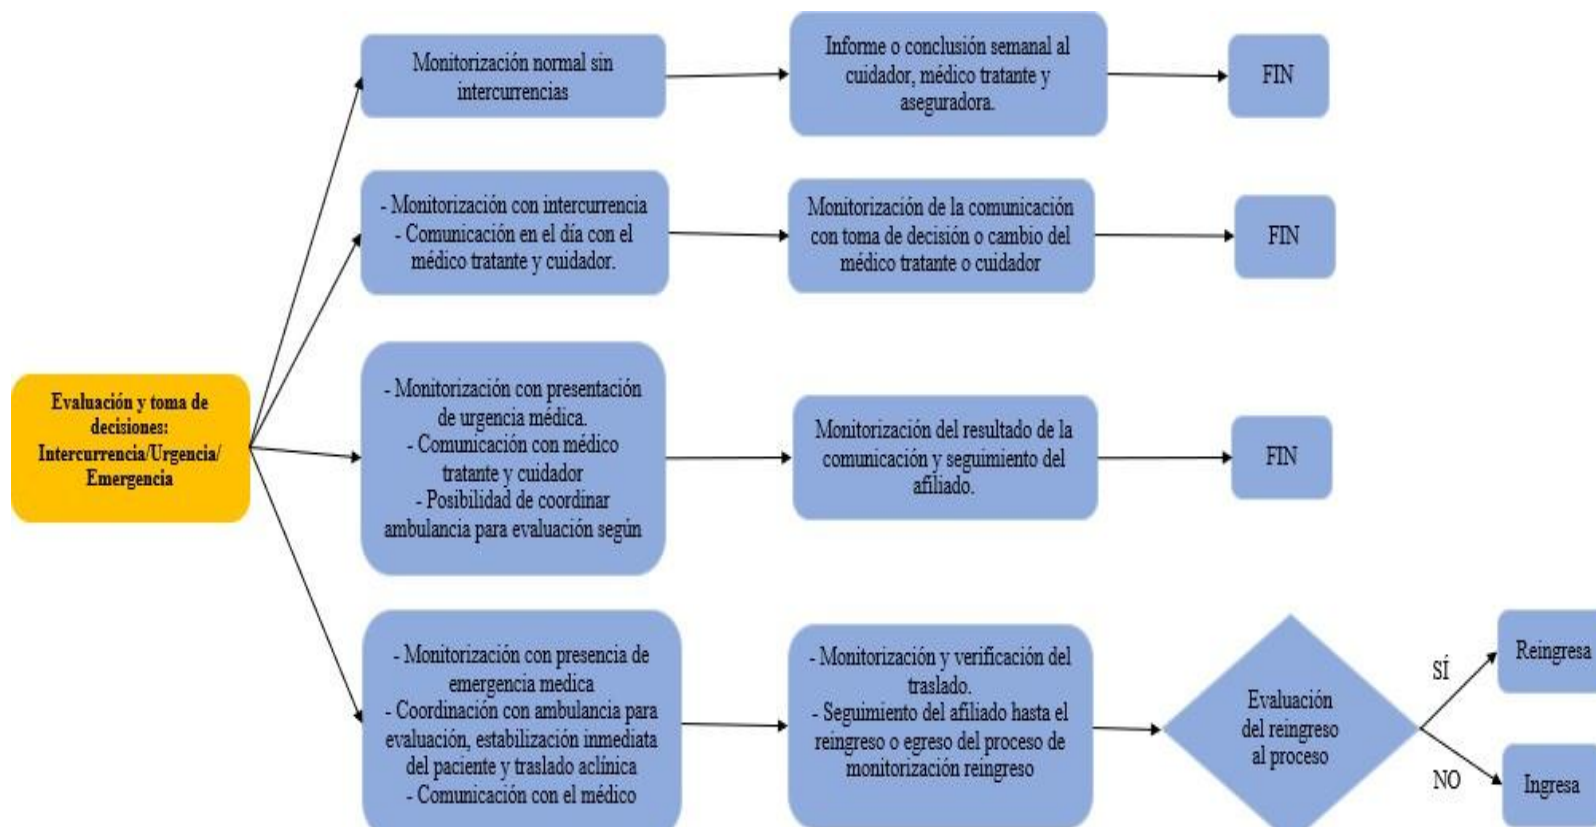 Monitorización normal sin
intercurrencias
Informe o conclusión semanal al
cuidador, médico tratante y
aseguradora.
FIN
- Monitorización con intercurrencia
- Comunicación en el día con el
médico tratante y cuidador.
Monitorización de la comunicación
con toma de decisión o cambio del
médico tratante o cuidador
FIN
Evaluación y toma de
decisiones:
Intercurrencia/Urgencia/
Emergencia
- Monitorización con presentación
de urgencia médica.
- Comunicación con médico
tratante y cuidador
- Posibilidad de coordinar
ambulancia para evaluación según
Monitorización del resultado de la
comunicación y seguimiento del
afiliado.
FIN
- Monitorización con presencia de
emergencia medica
- Coordinación con ambulancia para
evaluación, estabilización inmediata
del paciente y traslado aclínica
- Comunicación con el médico
- Monitorización y verificación del
traslado.
- Seguimiento del afiliado hasta el
reingreso o egreso del proceso de
monitorización reingreso
Evaluación
del reingreso
al proceso
SÍ
Reingresa
NO
Ingresa